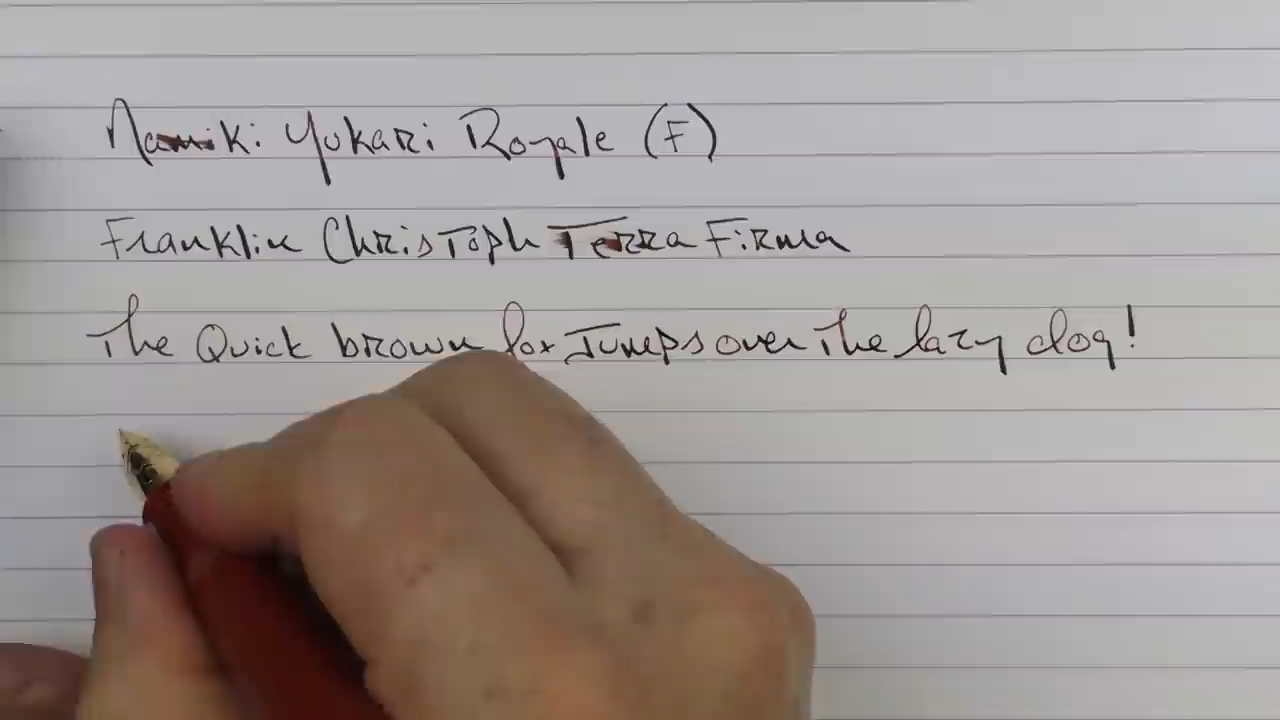 Namiki Yukari Royale (F)
Franklin Christoph Terra Firma
The Quick brown fox Jumps over The lazy dog!